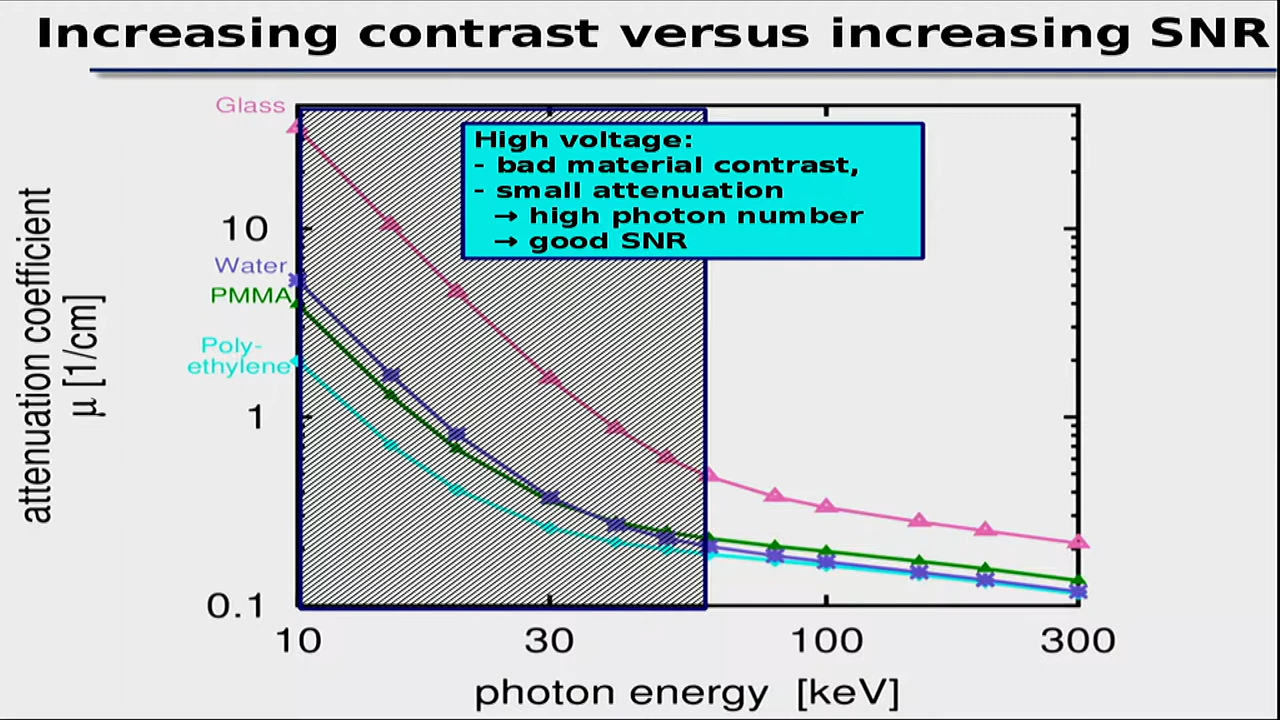 Increasing contrast versus increasing SNR
Glass
High voltage:
- bad material contrast,
- small attenuation
→ high photon number
→ good SNR
10
Water
PMMA
Poly-
ethylene
1
0.1
attenuation coefficient
μ [1/cm]
10
30
100
300
photon energy [keV]